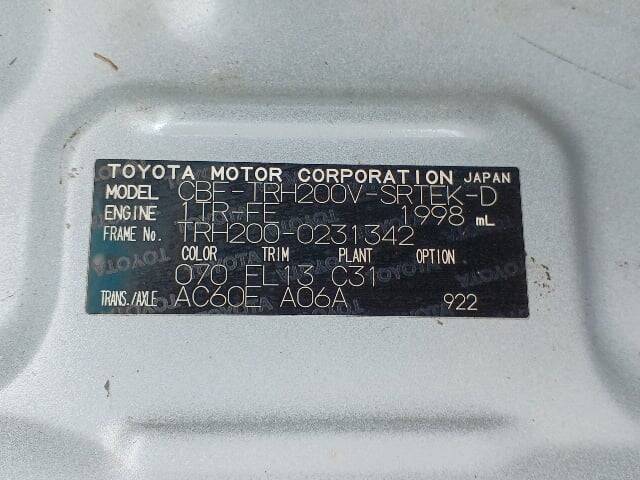 TOYOTA MOTOR CORPORATION JAPAN
MODEL CBF-TRH200V-SRTEK-D
ENGINE 1TR-FE 1998 mL
FRAME No. TRH200-0231342
COLOR TRIM PLANT OPTION
070 FL13 C31
TRANS./AXLE AC60E A06A 922